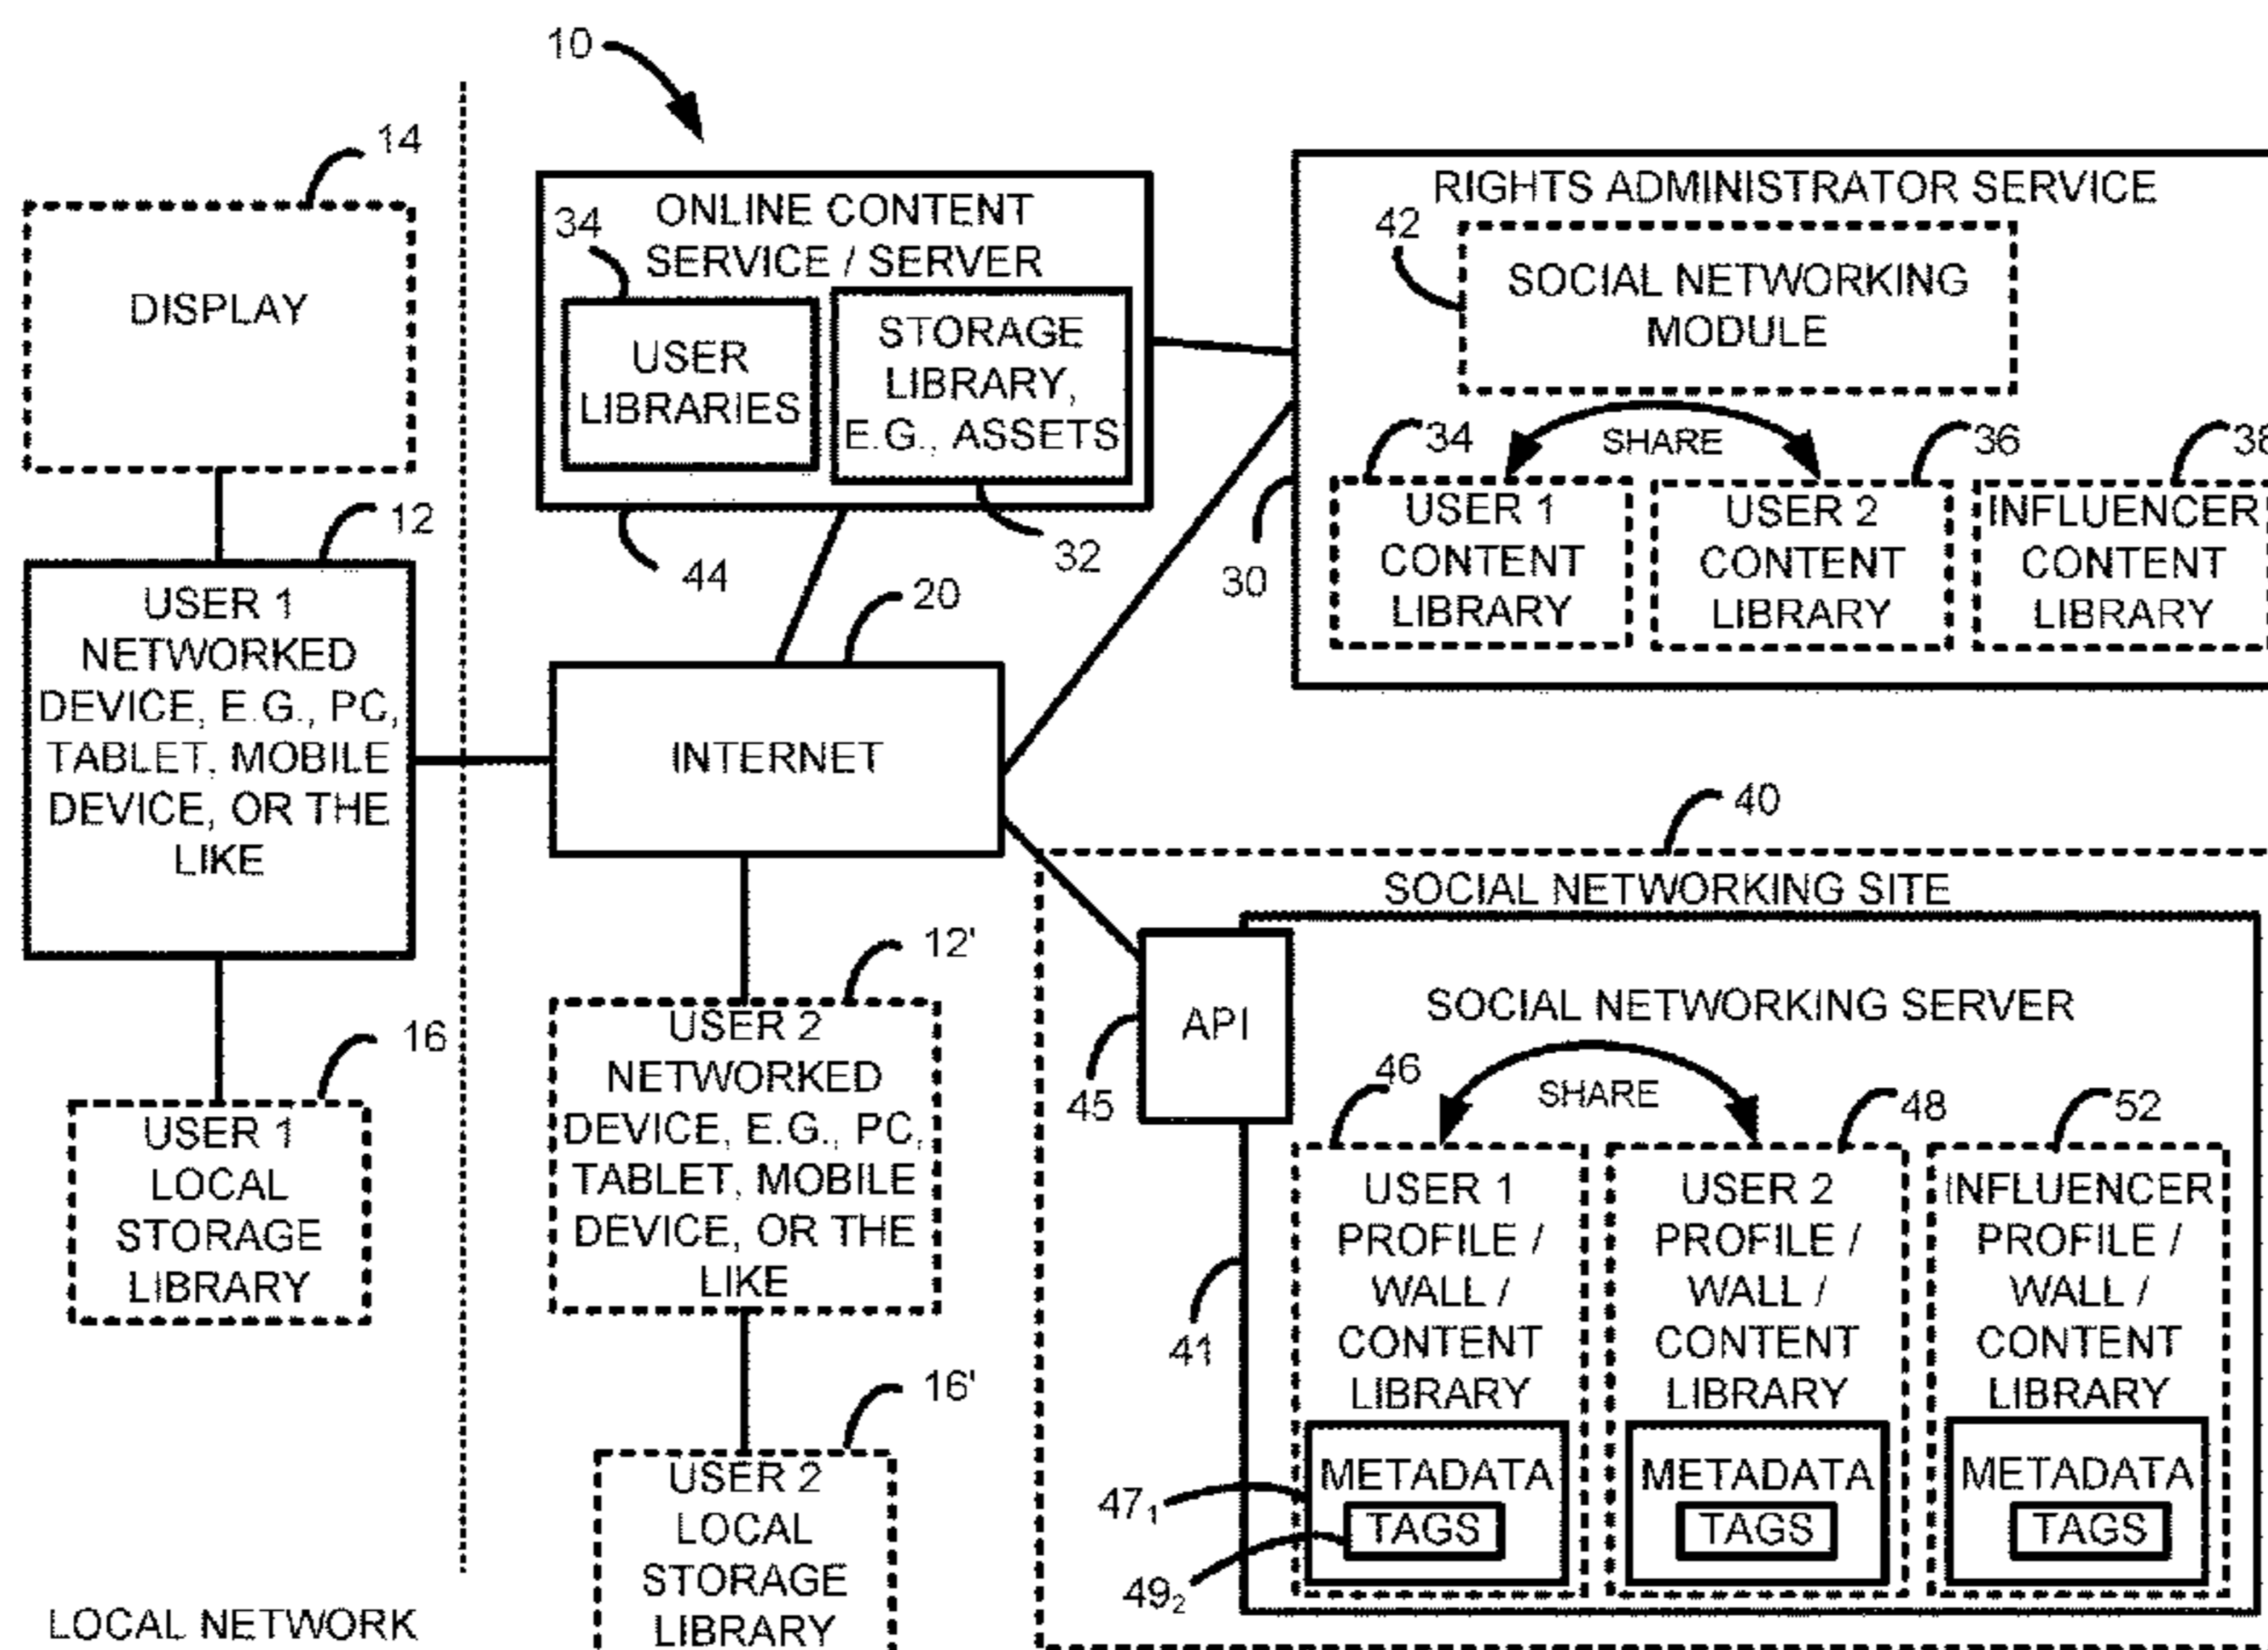 10
14
DISPLAY
12
USER 1
NETWORKED
DEVICE, E.G., PC,
TABLET, MOBILE
DEVICE, OR THE
LIKE
16
USER 1
LOCAL
STORAGE
LIBRARY
LOCAL NETWORK
ONLINE CONTENT
SERVICE / SERVER
34
USER
LIBRARIES
STORAGE
LIBRARY,
E.G., ASSETS
32
44
20
INTERNET
12'
USER 2
NETWORKED
DEVICE, E.G., PC,
TABLET, MOBILE
DEVICE, OR THE
LIKE
16'
USER 2
LOCAL
STORAGE
LIBRARY
RIGHTS ADMINISTRATOR SERVICE
42
SOCIAL NETWORKING
MODULE
SHARE
30
34
USER 1
CONTENT
LIBRARY
36
USER 2
CONTENT
LIBRARY
INFLUENCER
CONTENT
LIBRARY
40
SOCIAL NETWORKING SITE
API
45
41
SOCIAL NETWORKING SERVER
SHARE
46
USER 1
PROFILE /
WALL /
CONTENT
LIBRARY
METADATA
TAGS
47₁
49₂
48
USER 2
PROFILE /
WALL /
CONTENT
LIBRARY
METADATA
TAGS
52
INFLUENCER
PROFILE /
WALL /
CONTENT
LIBRARY
METADATA
TAGS